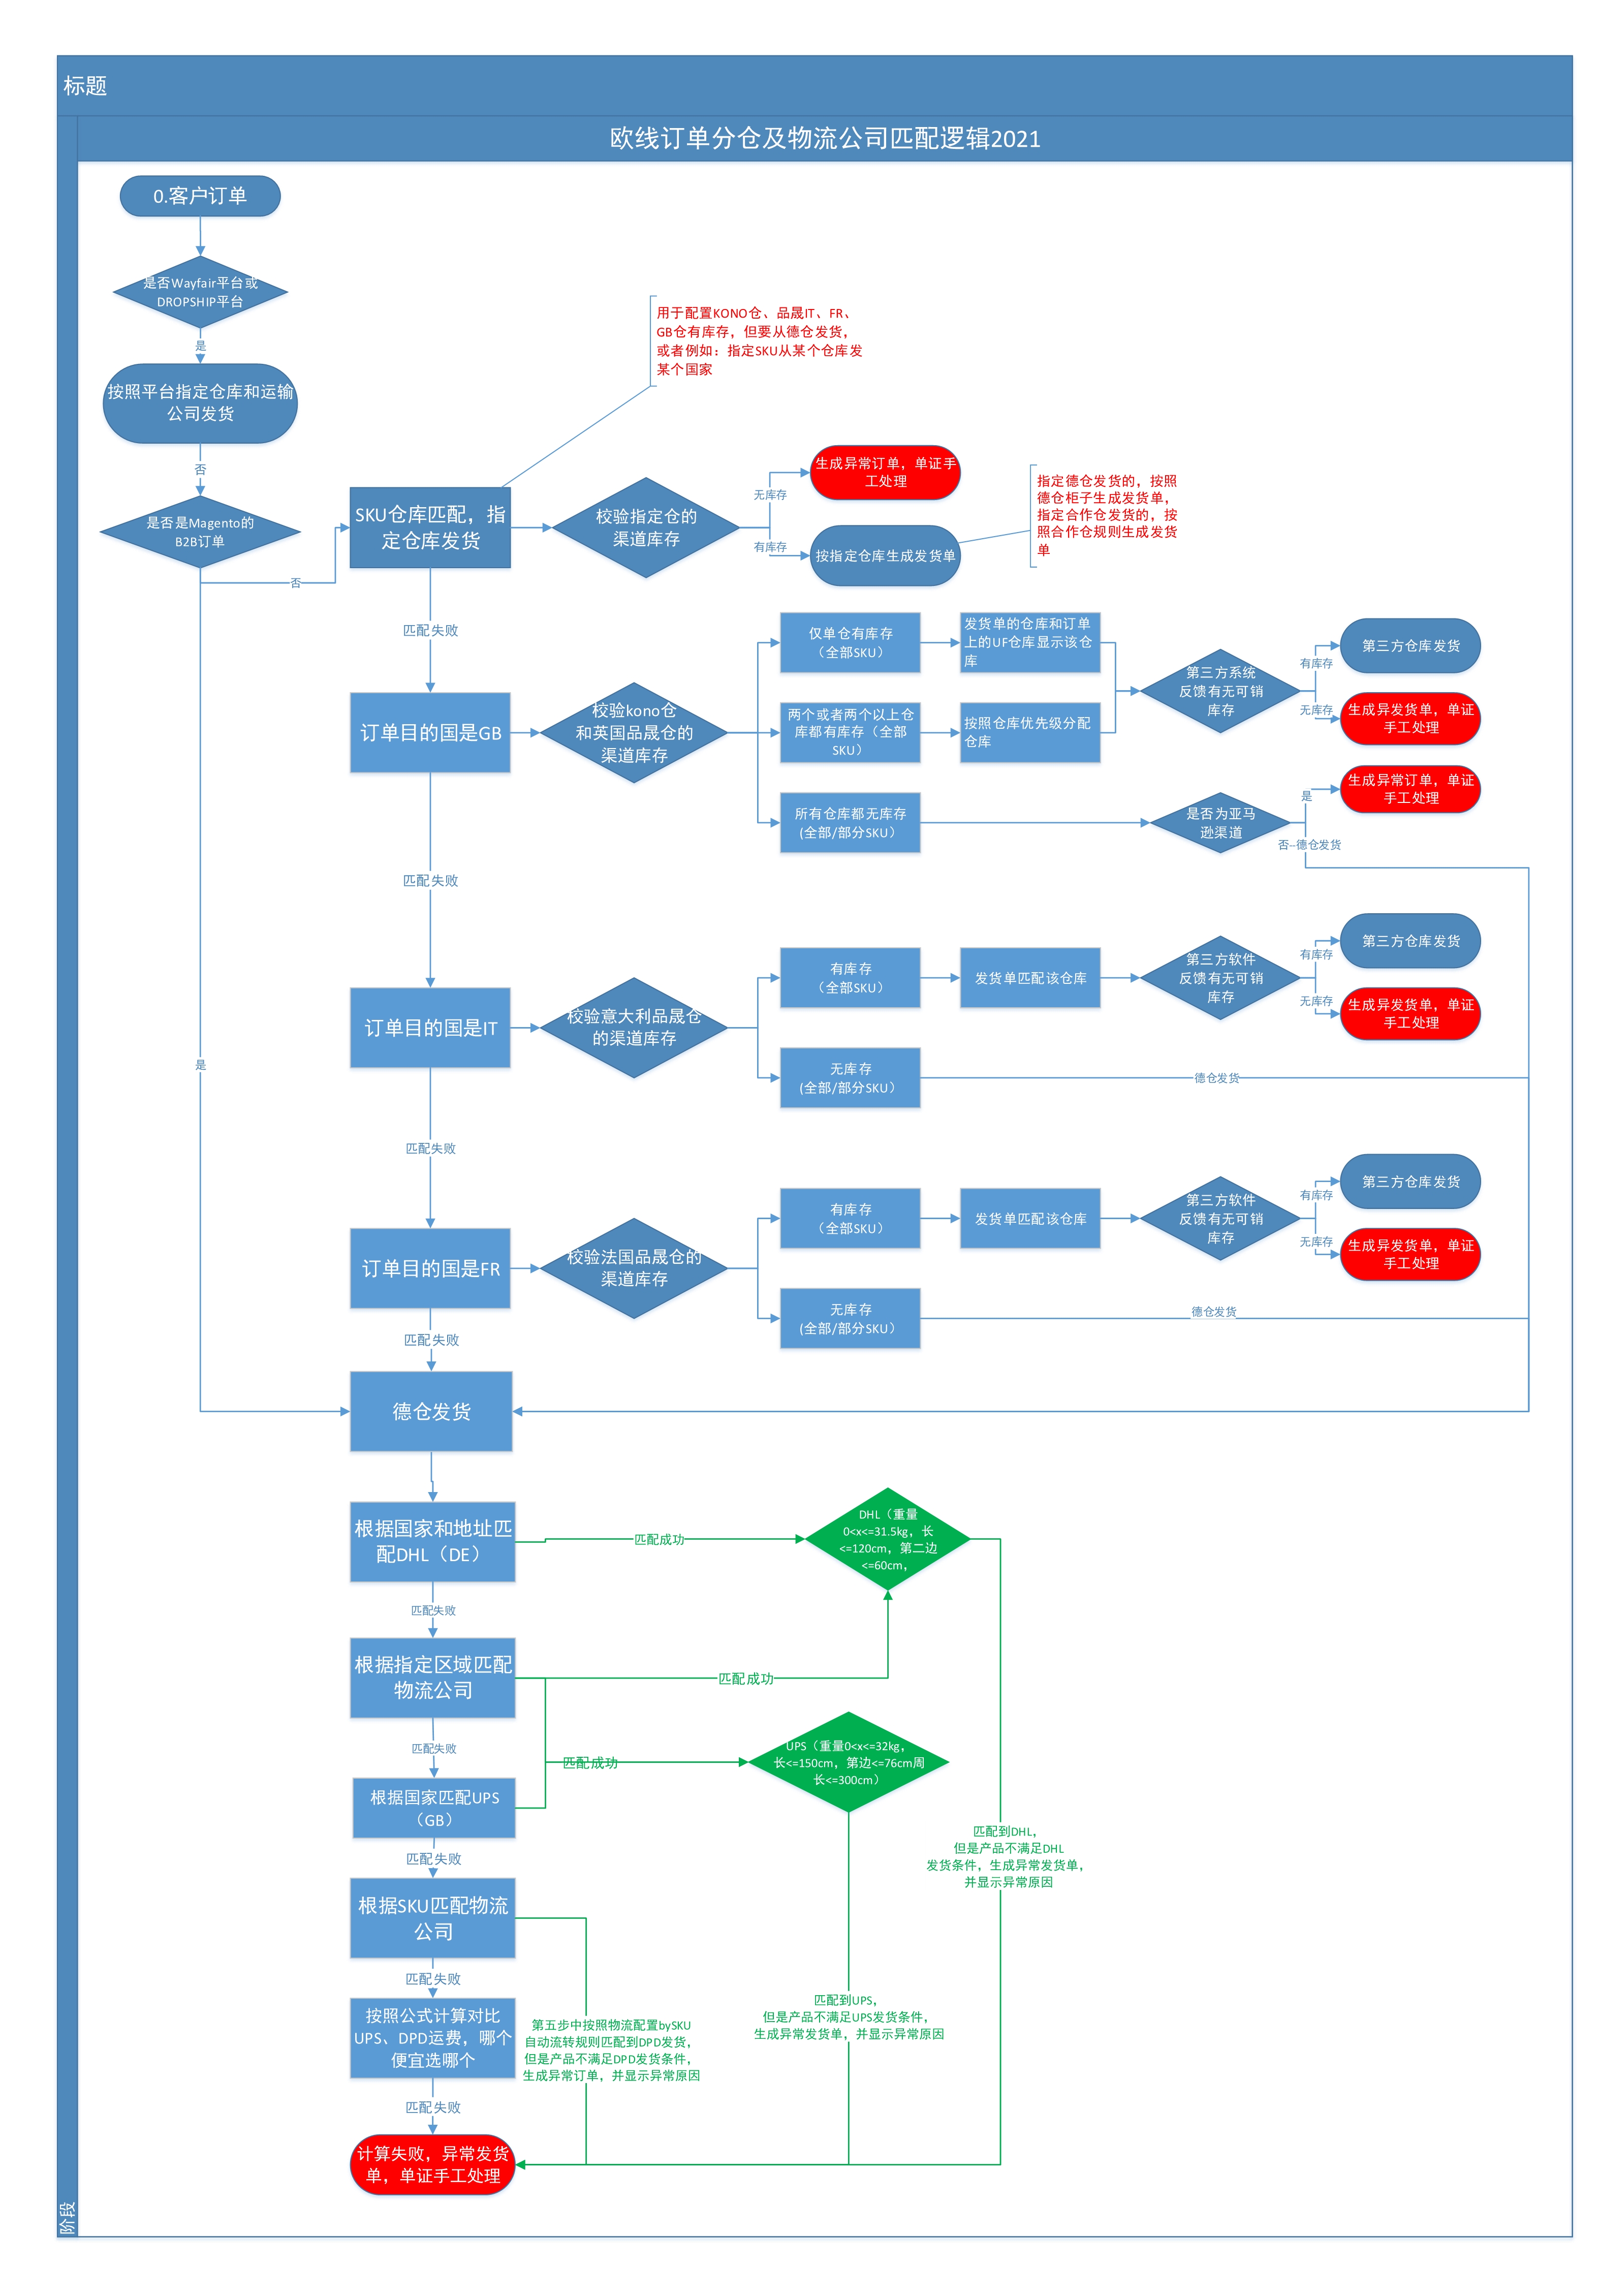 标题
欧线订单分仓及物流公司匹配逻辑2021
0.客户订单
是否Wayfair平台或
DROPSHIP平台
是
按照平台指定仓库和运输
公司发货
否
是否是Magento的
B2B订单
否
是
用于配置KONO仓、品晟IT、FR、
GB仓有库存，但要从德仓发货，
或者例如：指定SKU从某个仓库发
某个国家
SKU仓库匹配，指
定仓库发货
校验指定仓的
渠道库存
无库存
生成异常订单，单证手
工处理
有库存
按指定仓库生成发货单
指定德仓发货的，按照
德仓柜子生成发货单，
指定合作仓发货的，按
照合作仓规则生成发货
单
匹配失败
订单目的国是GB
校验kono仓
和英国品晟仓的
渠道库存
仅单仓有库存
（全部SKU）
发货单的仓库和订单
上的UF仓库显示该仓
库
两个或者两个以上仓
库都有库存（全部
SKU）
按照仓库优先级分配
仓库
第三方系统
反馈有无可销
库存
有库存
第三方仓库发货
无库存
生成异发货单，单证
手工处理
所有仓库都无库存
(全部/部分SKU）
是否为亚马
逊渠道
是
生成异常订单，单证
手工处理
否--德仓发货
匹配失败
订单目的国是IT
校验意大利品晟仓
的渠道库存
有库存
（全部SKU）
发货单匹配该仓库
第三方软件
反馈有无可销
库存
有库存
第三方仓库发货
无库存
生成异发货单，单证
手工处理
无库存
(全部/部分SKU）
德仓发货
匹配失败
订单目的国是FR
校验法国品晟仓的
渠道库存
有库存
（全部SKU）
发货单匹配该仓库
第三方软件
反馈有无可销
库存
有库存
第三方仓库发货
无库存
生成异发货单，单证
手工处理
无库存
(全部/部分SKU）
德仓发货
匹配失败
德仓发货
根据国家和地址匹
配DHL（DE）
匹配成功
DHL（重量
0<x<=31.5kg，长
<=120cm，第二边
<=60cm，
匹配失败
根据指定区域匹配
物流公司
匹配成功
匹配失败
匹配成功
UPS（重量0<x<=32kg，
长<=150cm，第边<=76cm周
长<=300cm）
根据国家匹配UPS
（GB）
匹配到DHL，
但是产品不满足DHL
发货条件，生成异常发货单，
并显示异常原因
匹配失败
根据SKU匹配物流
公司
匹配失败
按照公式计算对比
UPS、DPD运费，哪个
便宜选哪个
第五步中按照物流配置bySKU
自动流转规则匹配到DPD发货，
但是产品不满足DPD发货条件，
生成异常订单，并显示异常原因
匹配到UPS，
但是产品不满足UPS发货条件，
生成异常发货单，并显示异常原因
匹配失败
计算失败，异常发货
单，单证手工处理
阶段